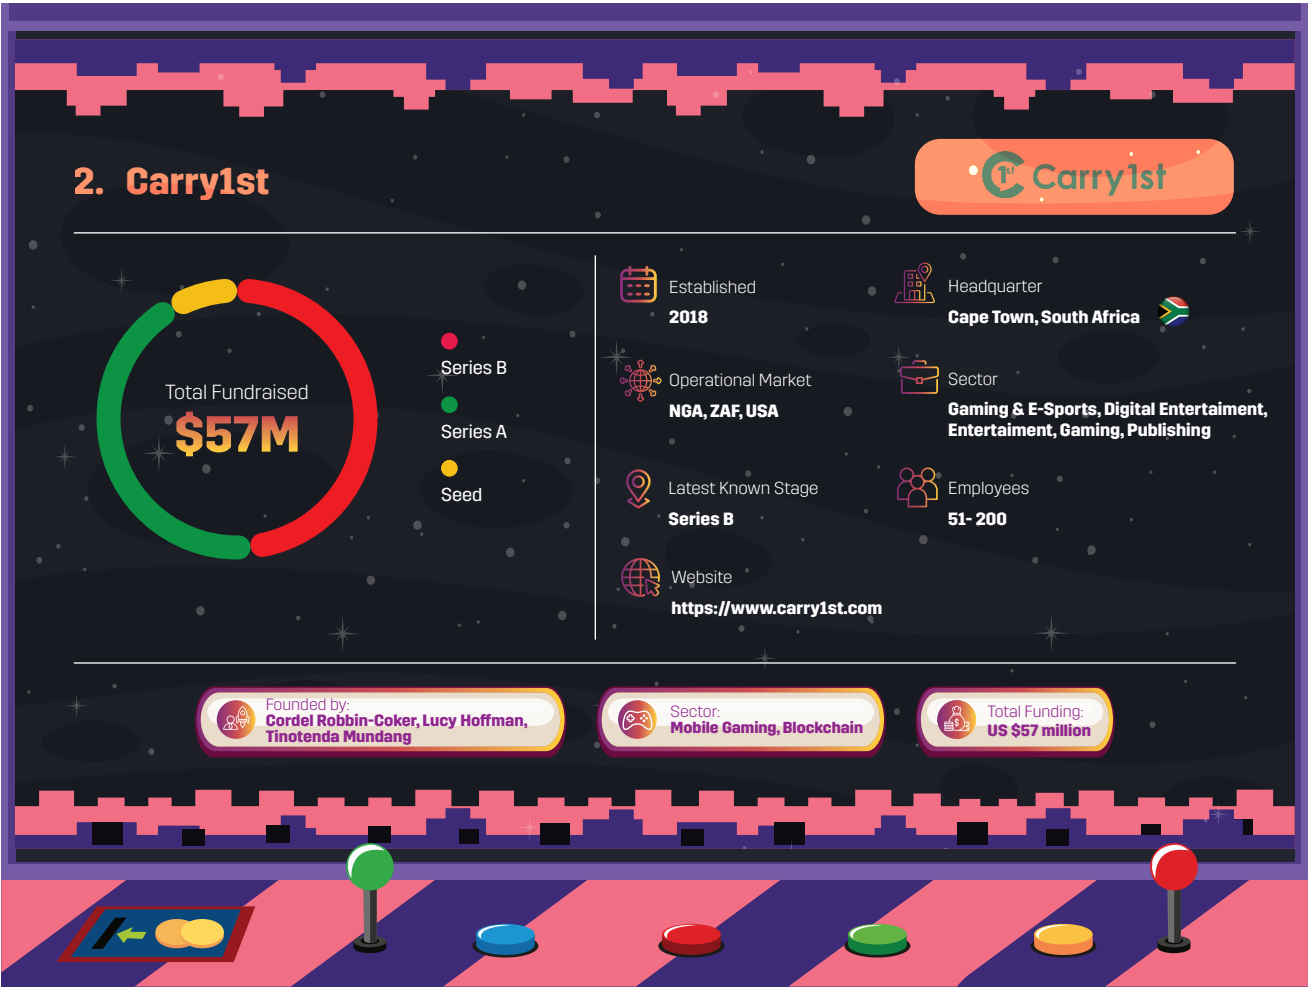 2. Carry1st
1st Carry1st
Total Fundraised
$57M
Series B
Series A
Seed
Established
2018
Headquarter
Cape Town, South Africa
Operational Market
NGA, ZAF, USA
Sector
Gaming & E-Sports, Digital Entertaiment,
Entertaiment, Gaming, Publishing
Latest Known Stage
Series B
Employees
51- 200
Website
https://www.carry1st.com
Founded by:
Cordel Robbin-Coker, Lucy Hoffman,
Tinotenda Mundang
Sector:
Mobile Gaming, Blockchain
Total Funding:
US $57 million